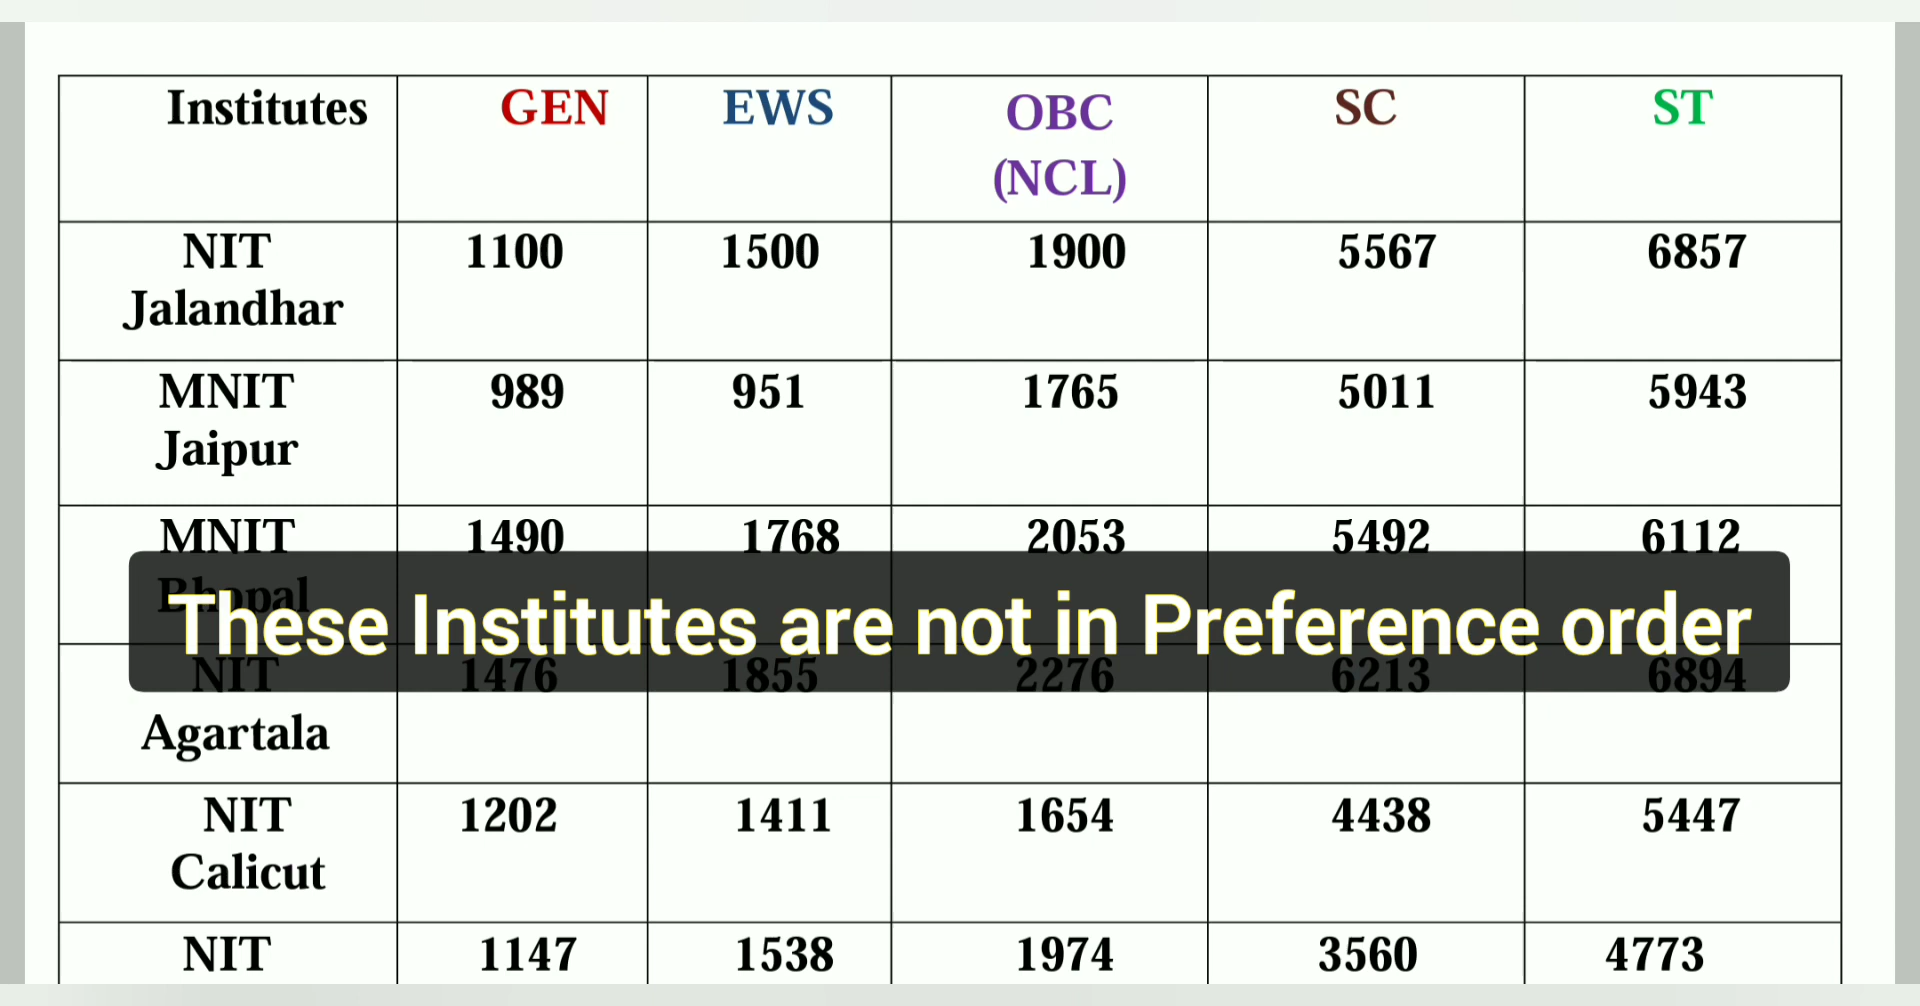 Institutes GEN EWS OBC SC ST
(NCL)
NIT 1100 1500 1900 5567 6857
Jalandhar
MNIT 989 951 1765 5011 5943
Jaipur
MNIT 1490 1768 2053 5492 6112
Bhopal
These Institutes are not in Preference order
NIT 1476 1855 2276 6213 6894
Agartala
NIT 1202 1411 1654 4438 5447
Calicut
NIT 1147 1538 1974 3560 4773